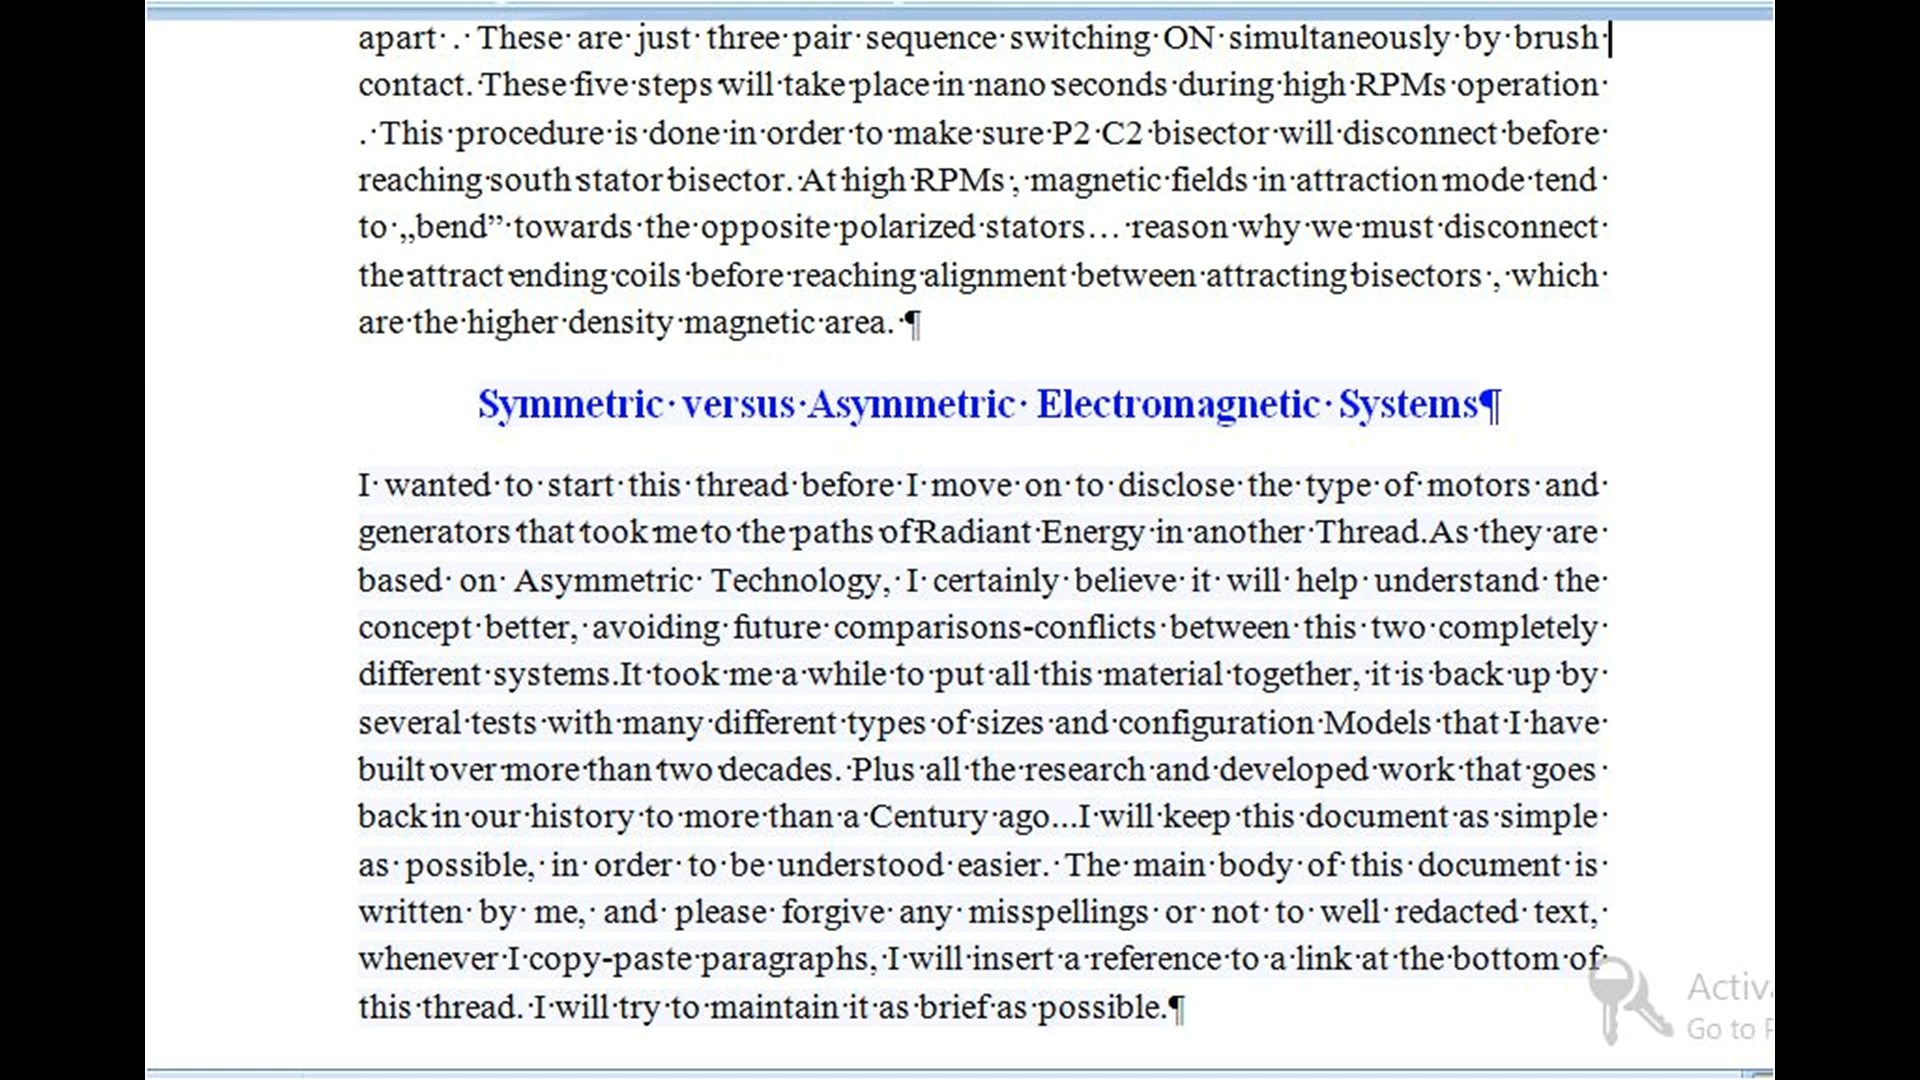 apart . These are just three pair sequence switching ON simultaneously by brush
contact. These five steps will take place in nano seconds during high RPMs operation
. This procedure is done in order to make sure P2 C2 bisector will disconnect before
reaching south stator bisector. At high RPMs , magnetic fields in attraction mode tend
to „bend” towards the opposite polarized stators… reason why we must disconnect
the attract ending coils before reaching alignment between attracting bisectors , which
are the higher density magnetic area. ¶
Symmetric versus Asymmetric Electromagnetic Systems¶
I wanted to start this thread before I move on to disclose the type of motors and
generators that took me to the paths of Radiant Energy in another Thread.As they are
based on Asymmetric Technology, I certainly believe it will help understand the
concept better, avoiding future comparisons-conflicts between this two completely
different systems.It took me a while to put all this material together, it is back up by
several tests with many different types of sizes and configuration Models that I have
built over more than two decades. Plus all the research and developed work that goes
back in our history to more than a Century ago...I will keep this document as simple
as possible, in order to be understood easier. The main body of this document is
written by me, and please forgive any misspellings or not to well redacted text,
whenever I copy-paste paragraphs, I will insert a reference to a link at the bottom of
this thread. I will try to maintain it as brief as possible.¶
Activ
Go to